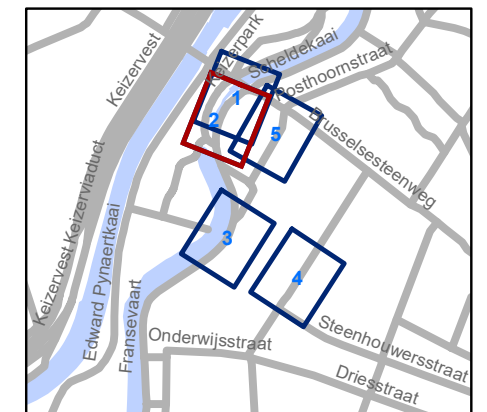 Keizervest
Keizerpark
Scheldekaai
Posthoornstraat
Brusselsesteenweg
1
2
5
3
4
Keizervest Keizerviaduct
Edward Pynaertkaai
Fransevaart
Onderwijsstraat
Steenhouwersstraat
Driesstraat